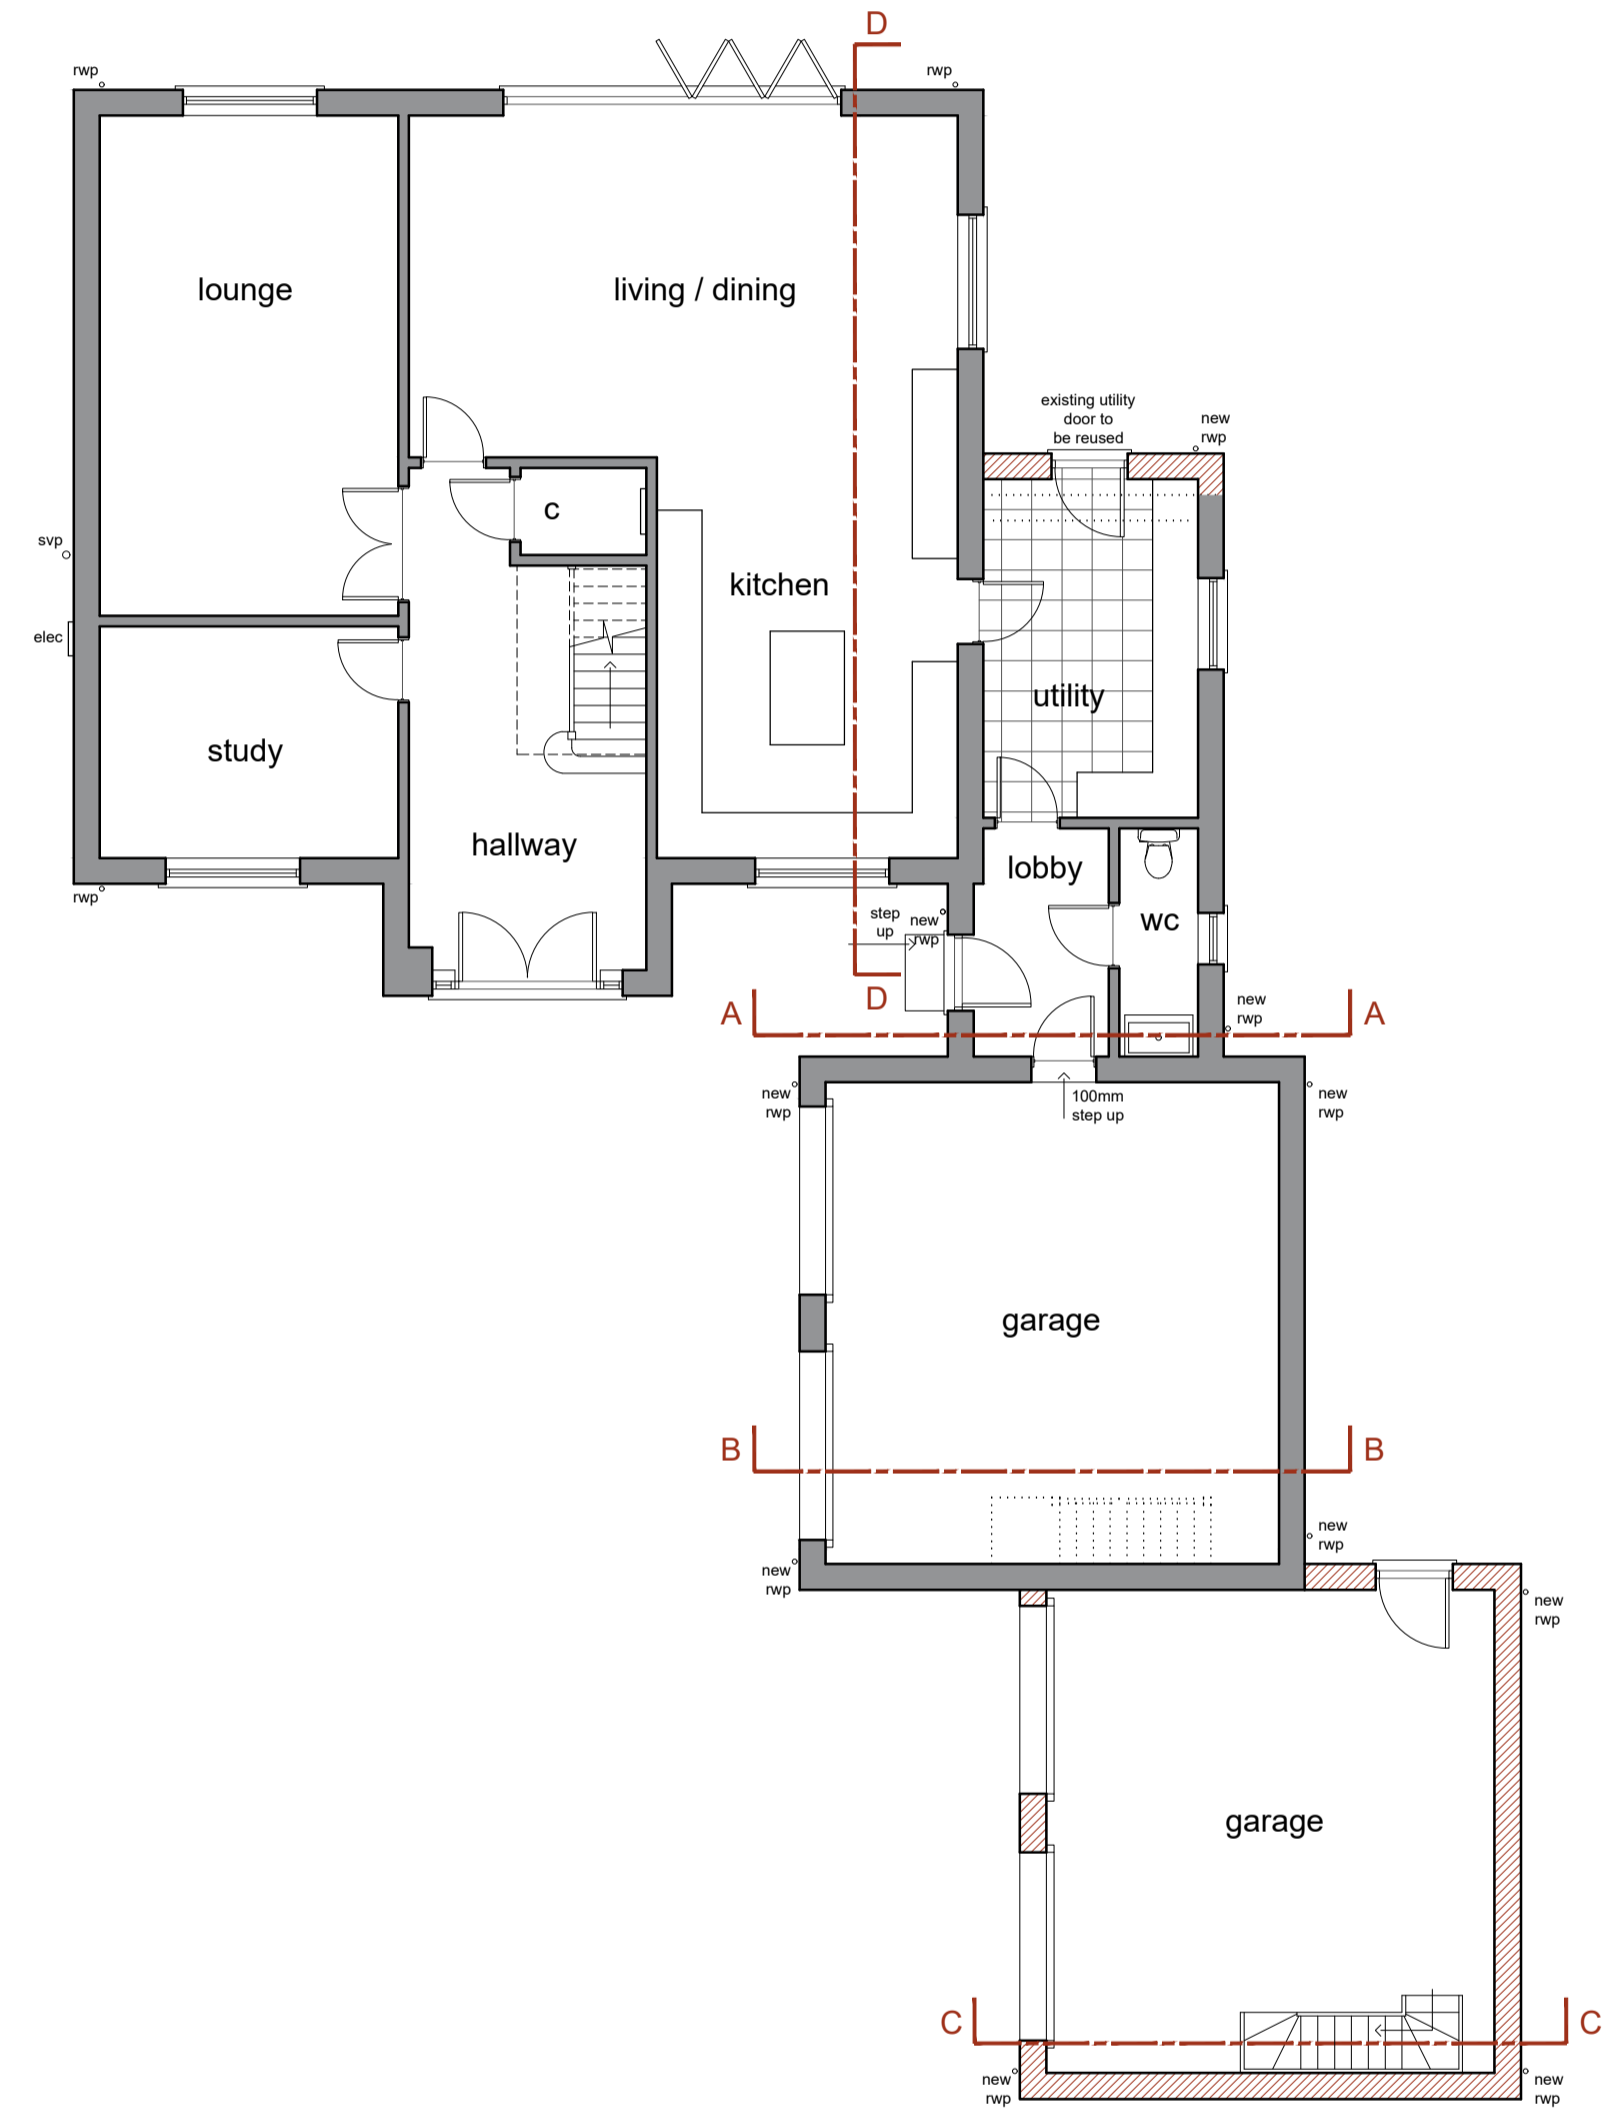 D
rwp
rwp
lounge
living / dining
existing utility
door to
be reused
new
rwp
c
svp
kitchen
elec
utility
study
hallway
lobby
rwp
step
up
new
rwp
wc
D
A
A
new
rwp
new
rwp
100mm
step up
new
rwp
garage
B
B
new
rwp
new
rwp
new
rwp
garage
C
C
new
rwp
new
rwp